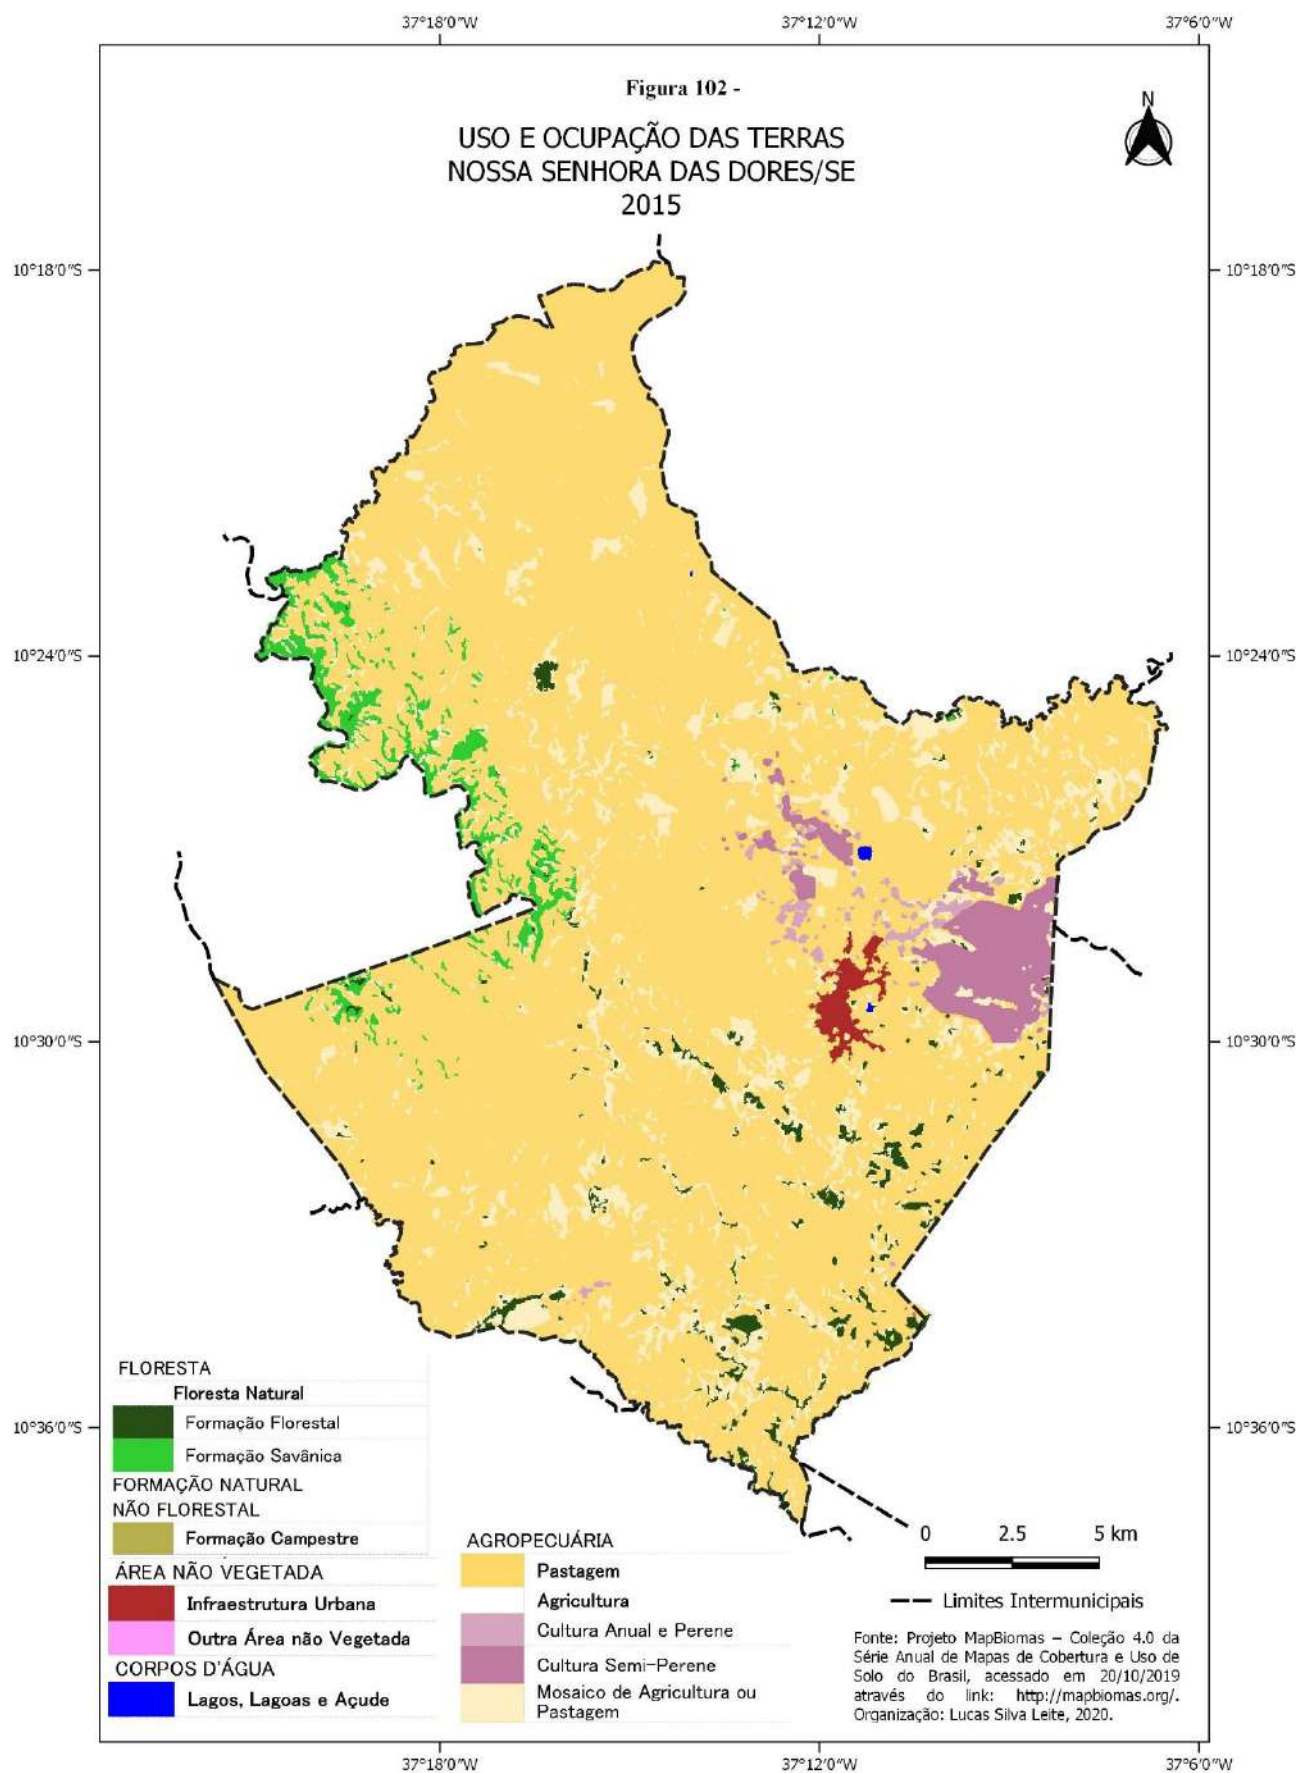 37°18'0"W
37°12'0"W
37°6'0"W
Figura 102 -
N
USO E OCUPAÇÃO DAS TERRAS
NOSSA SENHORA DAS DORES/SE
2015
10°18'0"S
10°18'0"S
10°24'0"S
10°24'0"S
10°30'0"S
10°30'0"S
10°36'0"S
10°36'0"S
FLORESTA
Floresta Natural
Formação Florestal
Formação Savânica
FORMAÇÃO NATURAL
NÃO FLORESTAL
Formação Campestre
ÁREA NÃO VEGETADA
Infraestrutura Urbana
Outra Área não Vegetada
CORPOS D'ÁGUA
Lagos, Lagoas e Açude
AGROPECUÁRIA
Pastagem
Agricultura
Cultura Anual e Perene
Cultura Semi-Perene
Mosaico de Agricultura ou
Pastagem
0 2.5 5 km
Limites Intermunicipais
Fonte: Projeto MapBiomas – Coleção 4.0 da
Série Anual de Mapas de Cobertura e Uso de
Solo do Brasil, acessado em 20/10/2019
através do link: http://mapbiomas.org/.
Organização: Lucas Silva Leite, 2020.
37°18'0"W
37°12'0"W
37°6'0"W